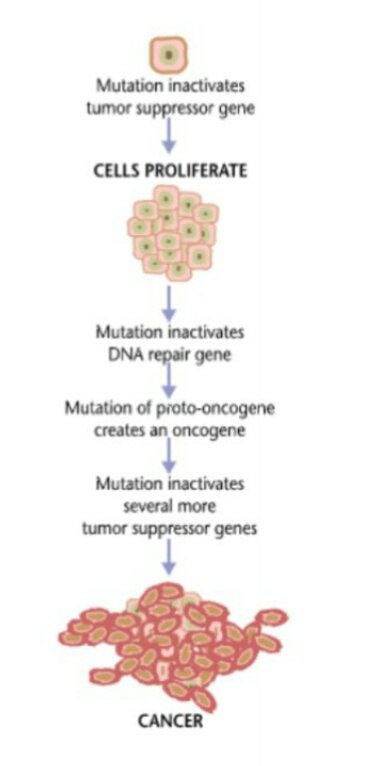 Mutation inactivates
tumor suppressor gene
CELLS PROLIFERATE
Mutation inactivates
DNA repair gene
Mutation of proto-oncogene
creates an oncogene
Mutation inactivates
several more
tumor suppressor genes
CANCER